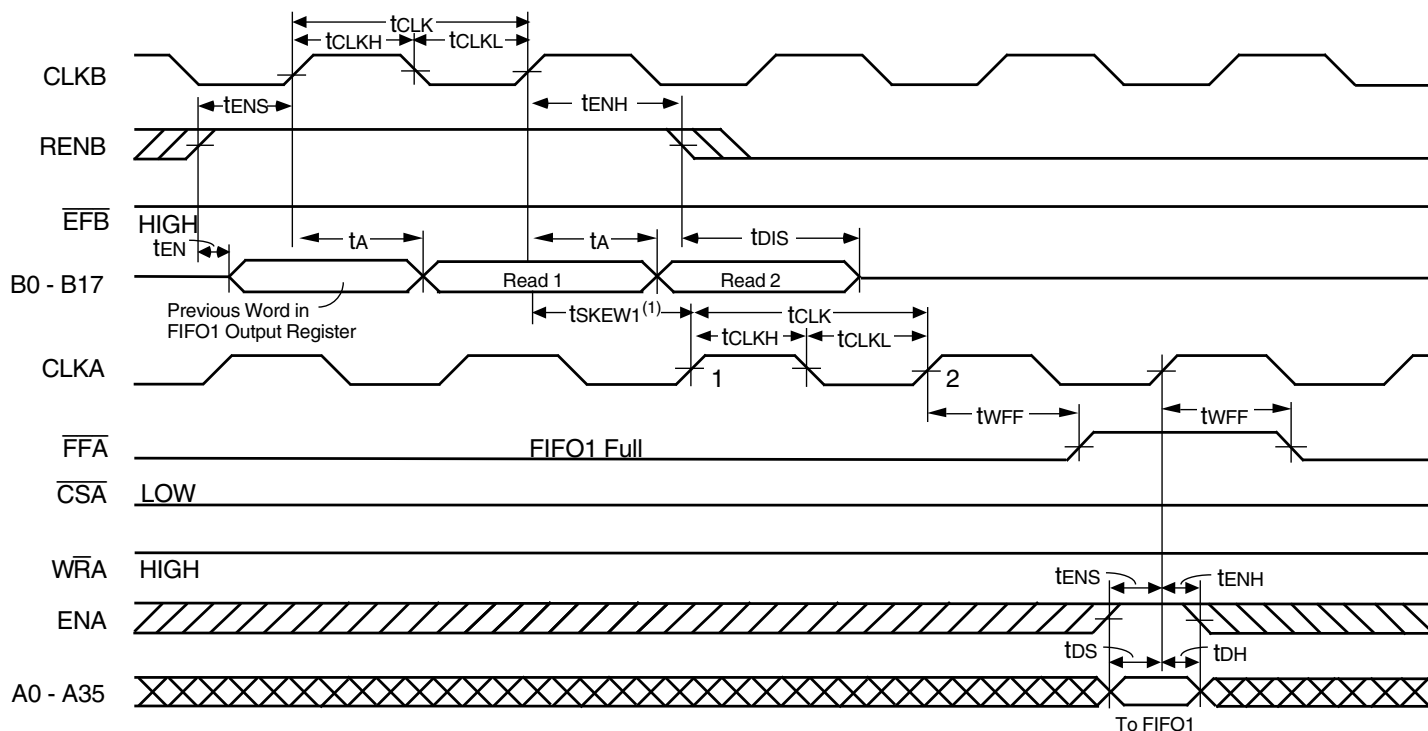 tCLK
tCLKH tCLKL
CLKB
tENS tENH
RENB
EFB HIGH
tEN tA tA tDIS
B0 - B17 Read 1 Read 2
Previous Word in
FIFO1 Output Register
tSKEW1(1) tCLK
tCLKH tCLKL
CLKA 1 2
tWFF tWFF
FFA FIFO1 Full
CSA LOW
WRA HIGH
tENS tENH
ENA
tDS tDH
A0 - A35
To FIFO1